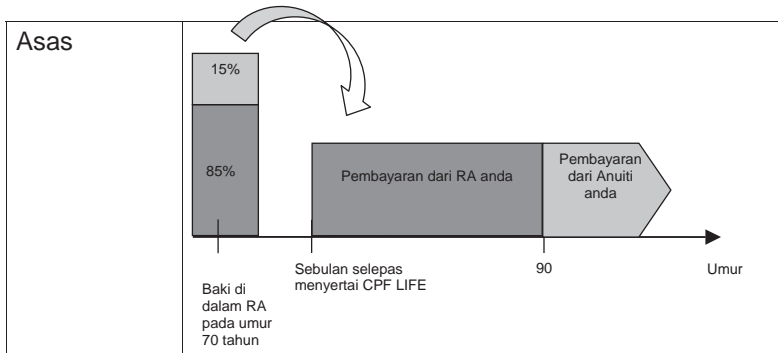 Asas
15%
85%
Pembayaran dari RA anda
Pembayaran
dari Anuiti
anda
Baki di
dalam RA
pada umur
70 tahun
Sebulan selepas
menyertai CPF LIFE
90
Umur